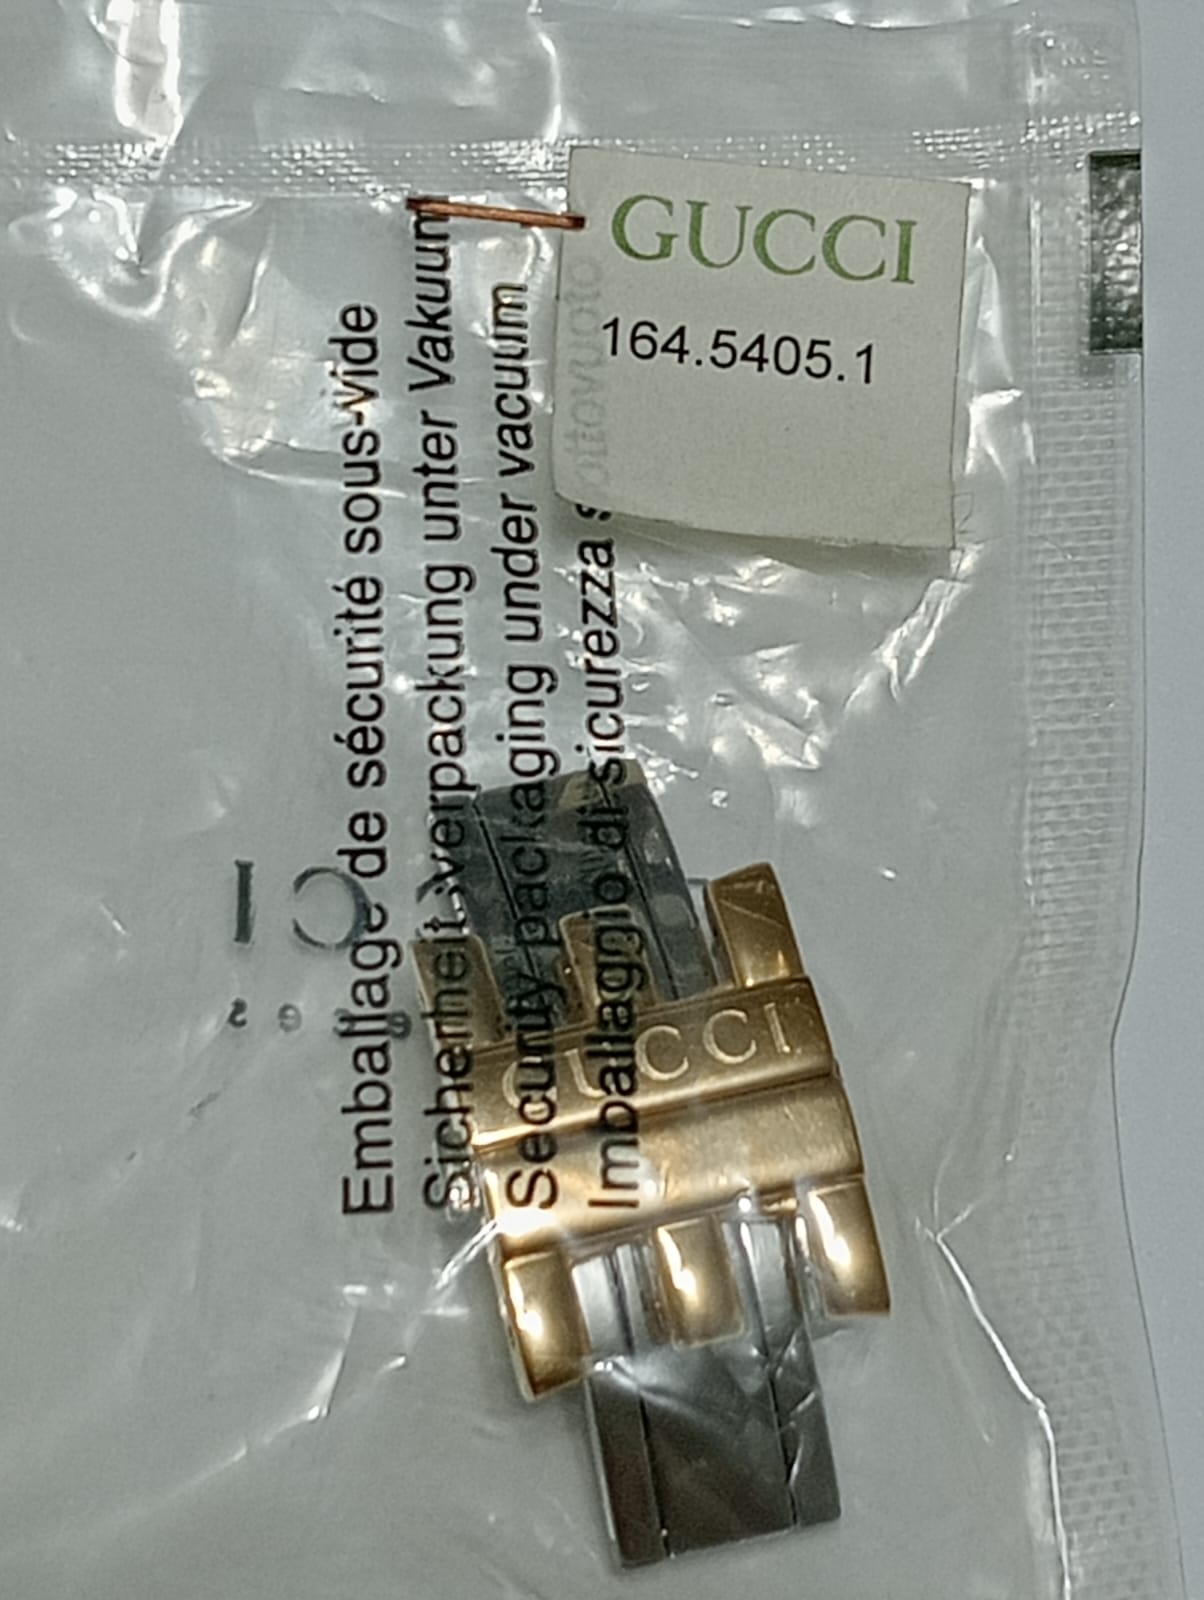 GUCCI
164.5405.1
Emballage de sécurité sous-vide
Sicherheitsverpackung unter Vakuum
Security packaging under vacuum
Imballaggio di sicurezza sottovuoto
GUCCI